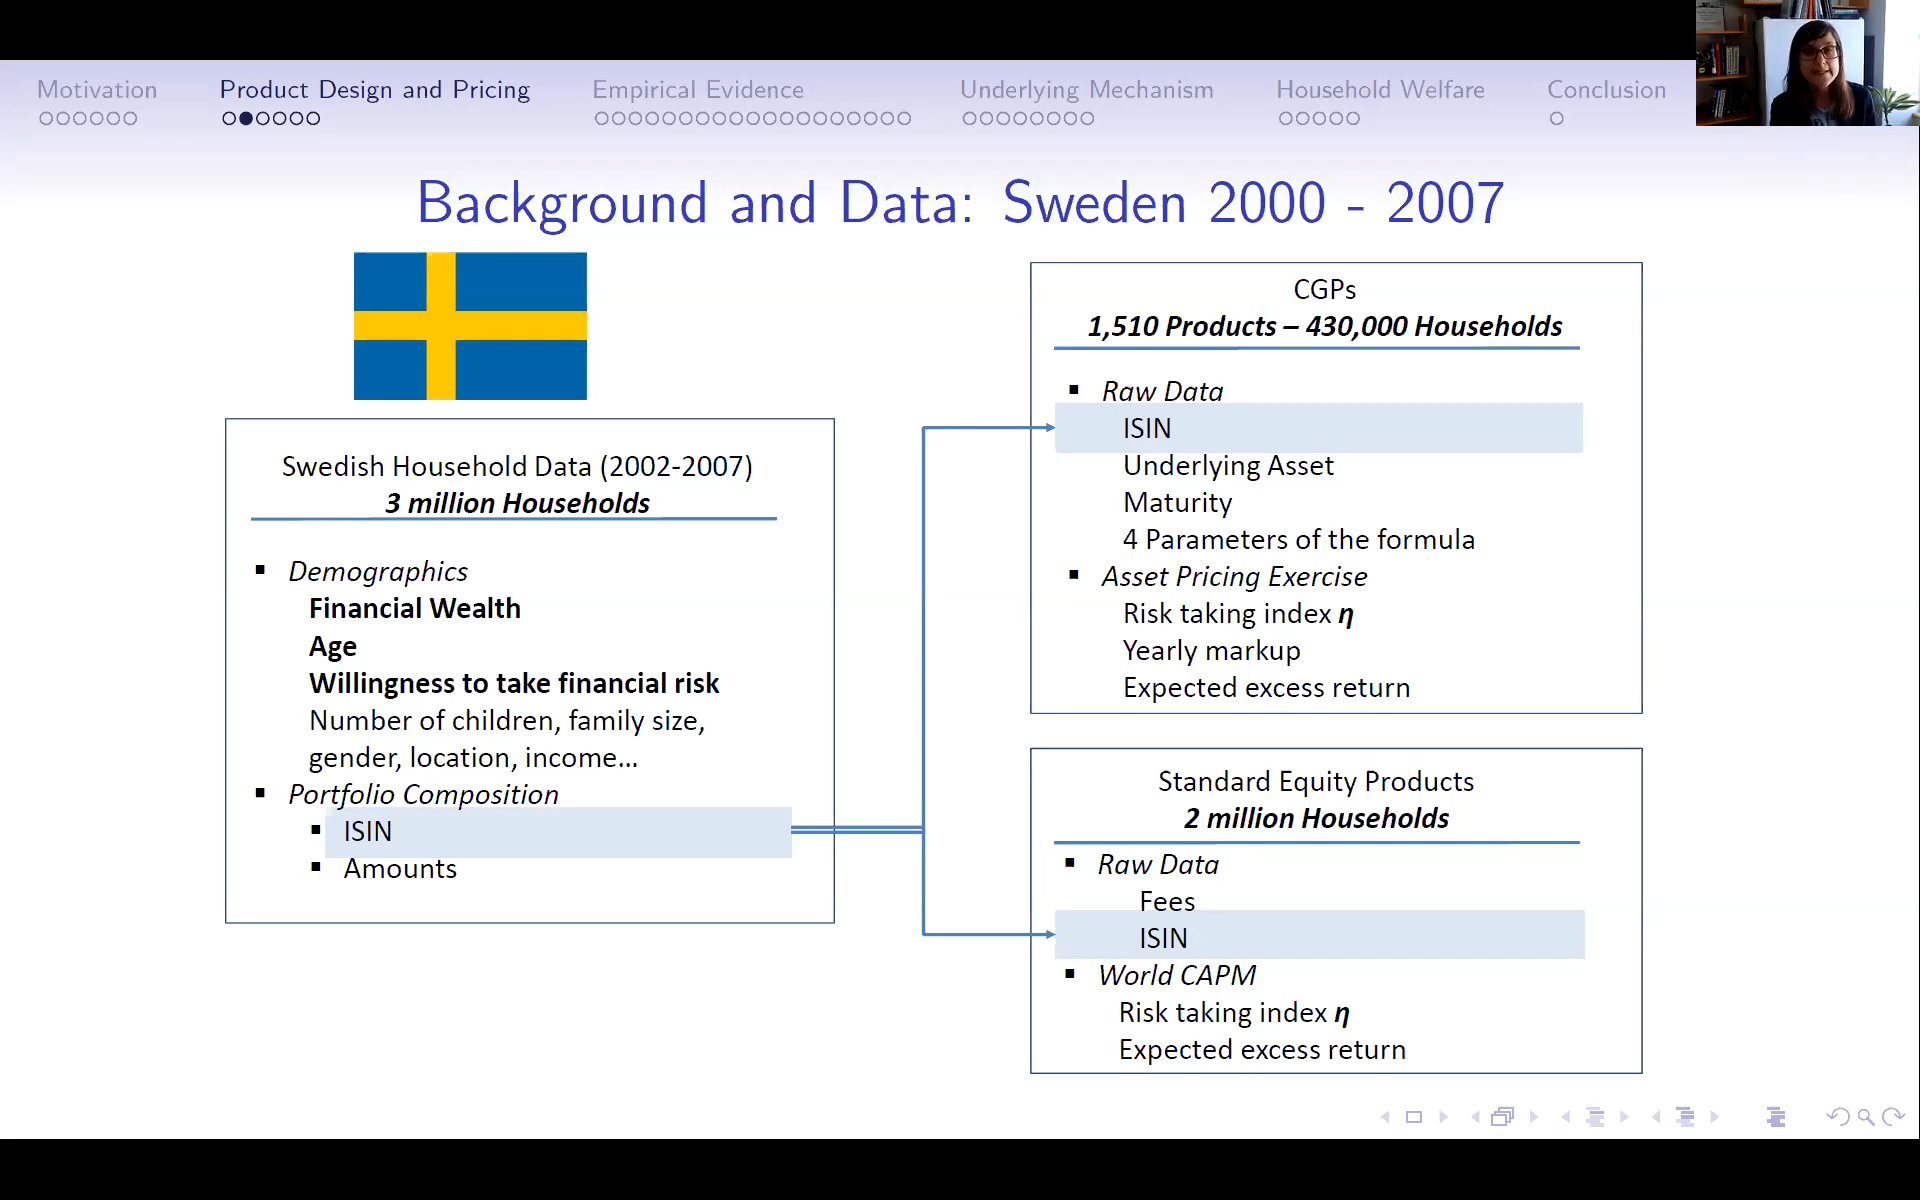 Motivation
Product Design and Pricing
Empirical Evidence
Underlying Mechanism
Household Welfare
Conclusion
Background and Data: Sweden 2000 - 2007
Swedish Household Data (2002-2007)
3 million Households
Demographics
Financial Wealth
Age
Willingness to take financial risk
Number of children, family size,
gender, location, income...
Portfolio Composition
ISIN
Amounts
CGPs
1,510 Products – 430,000 Households
Raw Data
ISIN
Underlying Asset
Maturity
4 Parameters of the formula
Asset Pricing Exercise
Risk taking index η
Yearly markup
Expected excess return
Standard Equity Products
2 million Households
Raw Data
Fees
ISIN
World CAPM
Risk taking index η
Expected excess return